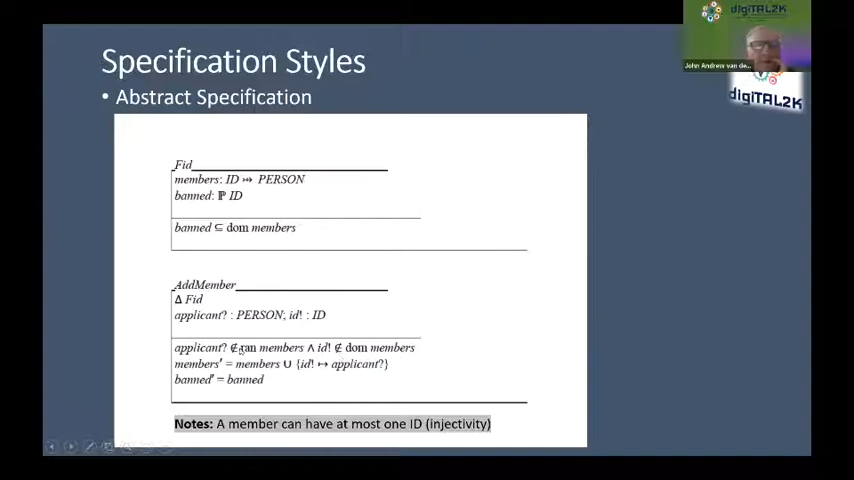 digiTAL2K
John Andrew van de...
digiTAL2K
Specification Styles
• Abstract Specification
Fid
members: ID ⤔ PERSON
banned: ℙ ID
banned ⊆ dom members
AddMember
Δ Fid
applicant? : PERSON; id! : ID
applicant? ∉ ran members ∧ id! ∉ dom members
members′ = members ∪ {id! ↦ applicant?}
banned′ = banned
Notes: A member can have at most one ID (injectivity)